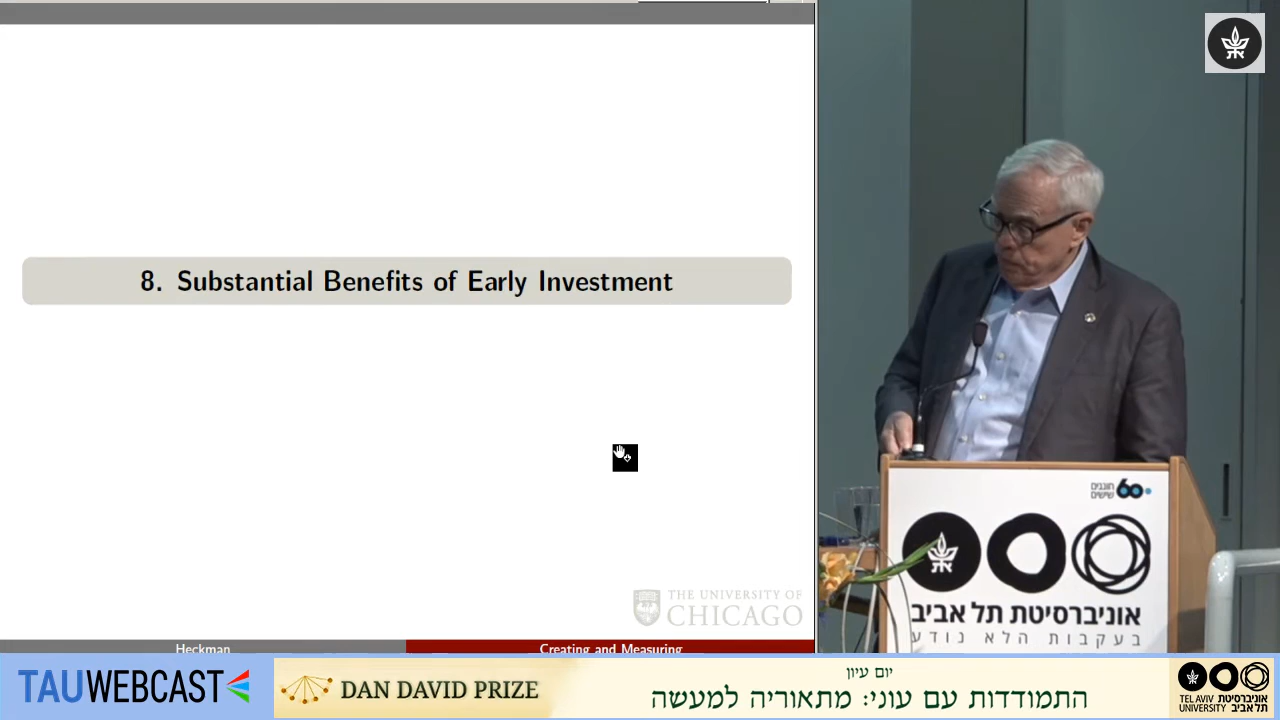 8. Substantial Benefits of Early Investment
THE UNIVERSITY OF
CHICAGO
Heckman
Creating and Measuring
חוגגים
שישים
60
אוניברסיטת תל אביב
בעקבות הלא נודע
TAUWEBCAST
DAN DAVID PRIZE
יום עיון
התמודדות עם עוני: מתאוריה למעשה
TEL AVIV אוניברסיטת
UNIVERSITY תל אביב